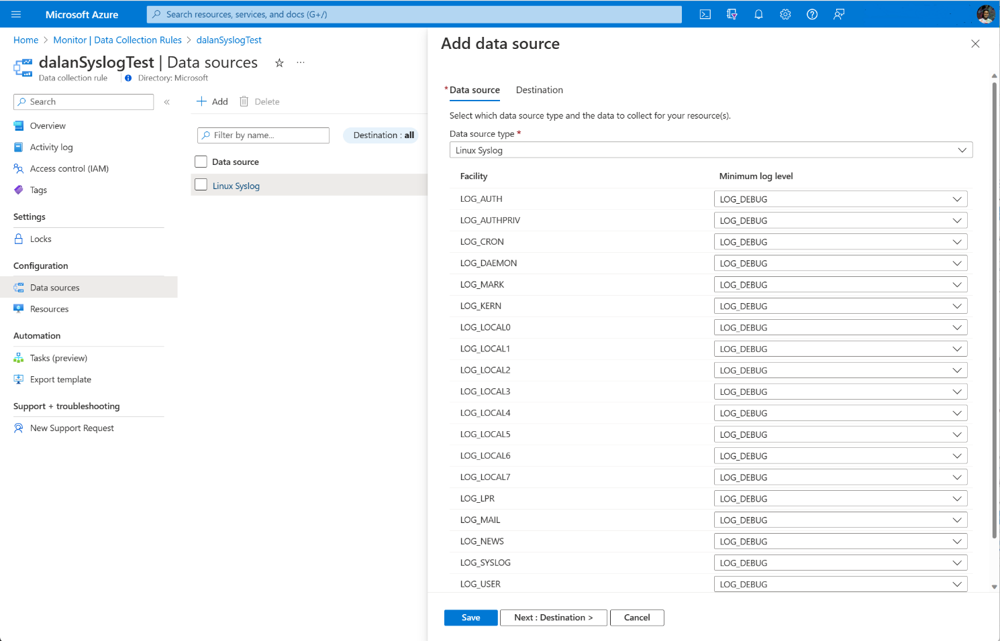 Microsoft Azure
Search resources, services, and docs (G+/)
Home > Monitor | Data Collection Rules > dalanSyslogTest
dalanSyslogTest | Data sources
Data collection rule
Directory: Microsoft
Search
Overview
Activity log
Access control (IAM)
Tags
Settings
Locks
Configuration
Data sources
Resources
Automation
Tasks (preview)
Export template
Support + troubleshooting
New Support Request
Add
Delete
Filter by name...
Destination : all
Data source
Linux Syslog
Add data source
* Data source
Destination
Select which data source type and the data to collect for your resource(s).
Data source type *
Linux Syslog
Facility Minimum log level
LOG_AUTH LOG_DEBUG
LOG_AUTHPRIV LOG_DEBUG
LOG_CRON LOG_DEBUG
LOG_DAEMON LOG_DEBUG
LOG_MARK LOG_DEBUG
LOG_KERN LOG_DEBUG
LOG_LOCAL0 LOG_DEBUG
LOG_LOCAL1 LOG_DEBUG
LOG_LOCAL2 LOG_DEBUG
LOG_LOCAL3 LOG_DEBUG
LOG_LOCAL4 LOG_DEBUG
LOG_LOCAL5 LOG_DEBUG
LOG_LOCAL6 LOG_DEBUG
LOG_LOCAL7 LOG_DEBUG
LOG_LPR LOG_DEBUG
LOG_MAIL LOG_DEBUG
LOG_NEWS LOG_DEBUG
LOG_SYSLOG LOG_DEBUG
LOG_USER LOG_DEBUG
Save
Next : Destination >
Cancel